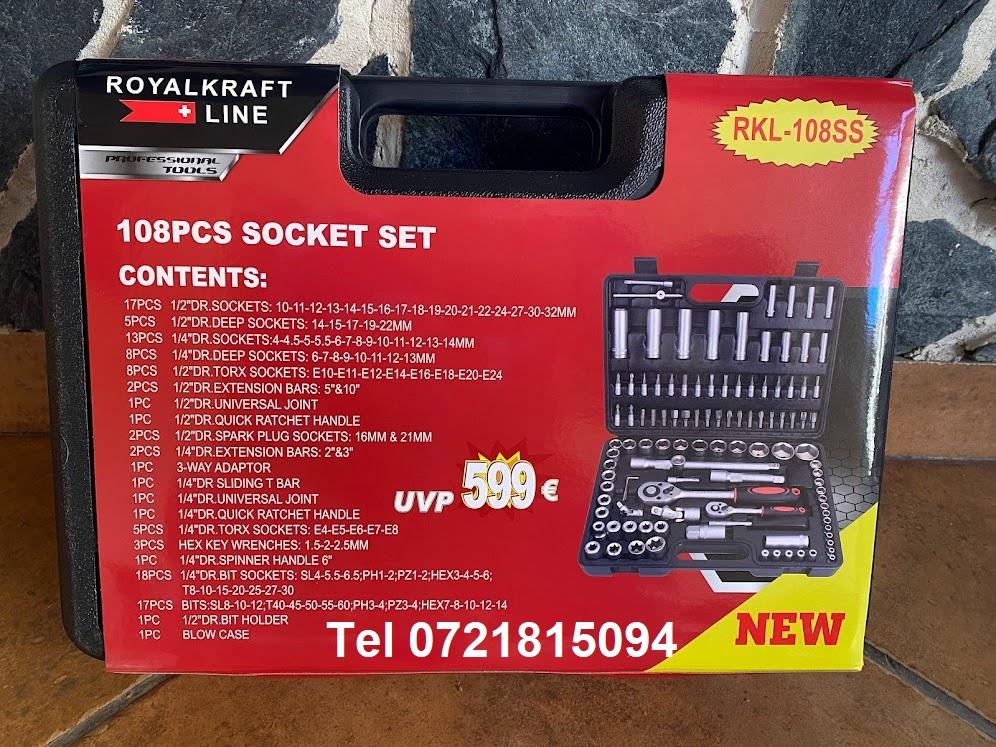 ROYALKRAFT
LINE
PROFESSIONAL
TOOLS
RKL-108SS
108PCS SOCKET SET
CONTENTS:
17PCS 1/2"DR.SOCKETS: 10-11-12-13-14-15-16-17-18-19-20-21-22-24-27-30-32MM
5PCS 1/2"DR.DEEP SOCKETS: 14-15-17-19-22MM
13PCS 1/4"DR.SOCKETS:4-4.5-5-5.5-6-7-8-9-10-11-12-13-14MM
8PCS 1/4"DR.DEEP SOCKETS: 6-7-8-9-10-11-12-13MM
8PCS 1/2"DR.TORX SOCKETS: E10-E11-E12-E14-E16-E18-E20-E24
2PCS 1/2"DR.EXTENSION BARS: 5"&10"
1PC 1/2"DR.UNIVERSAL JOINT
1PC 1/2"DR.QUICK RATCHET HANDLE
2PCS 1/2"DR.SPARK PLUG SOCKETS: 16MM & 21MM
2PCS 1/4"DR.EXTENSION BARS: 2"&3"
1PC 3-WAY ADAPTOR
1PC 1/4"DR SLIDING T BAR
1PC 1/4"DR.UNIVERSAL JOINT
1PC 1/4"DR.QUICK RATCHET HANDLE
5PCS 1/4"DR.TORX SOCKETS: E4-E5-E6-E7-E8
3PCS HEX KEY WRENCHES: 1.5-2-2.5MM
1PC 1/4"DR.SPINNER HANDLE 6"
18PCS 1/4"DR.BIT SOCKETS: SL4-5.5-6.5;PH1-2;PZ1-2;HEX3-4-5-6;
T8-10-15-20-25-27-30
17PCS BITS:SL8-10-12;T40-45-50-55-60;PH3-4;PZ3-4;HEX7-8-10-12-14
1PC 1/2"DR.BIT HOLDER
1PC BLOW CASE
UVP 599€
NEW
Tel 0721815094